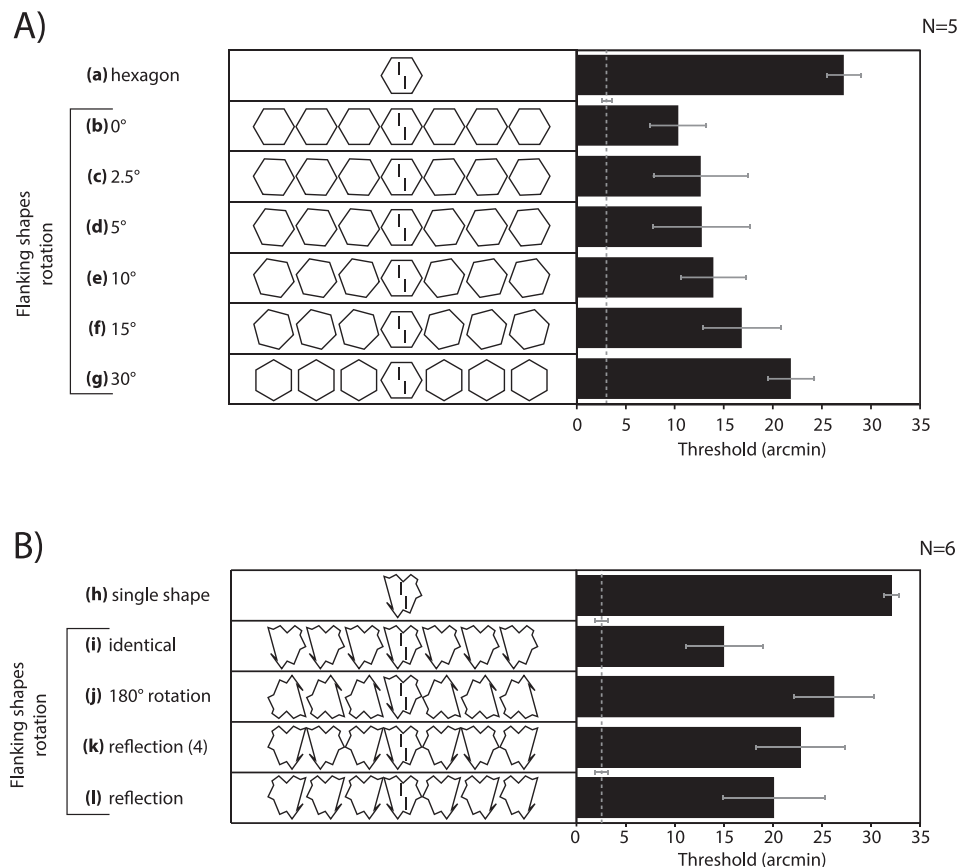 A)
N=5
(a) hexagon
Flanking shapes
rotation
(b) 0°
(c) 2.5°
(d) 5°
(e) 10°
(f) 15°
(g) 30°
0 5 10 15 20 25 30 35
Threshold (arcmin)
B)
N=6
(h) single shape
Flanking shapes
rotation
(i) identical
(j) 180° rotation
(k) reflection (4)
(l) reflection
0 5 10 15 20 25 30 35
Threshold (arcmin)